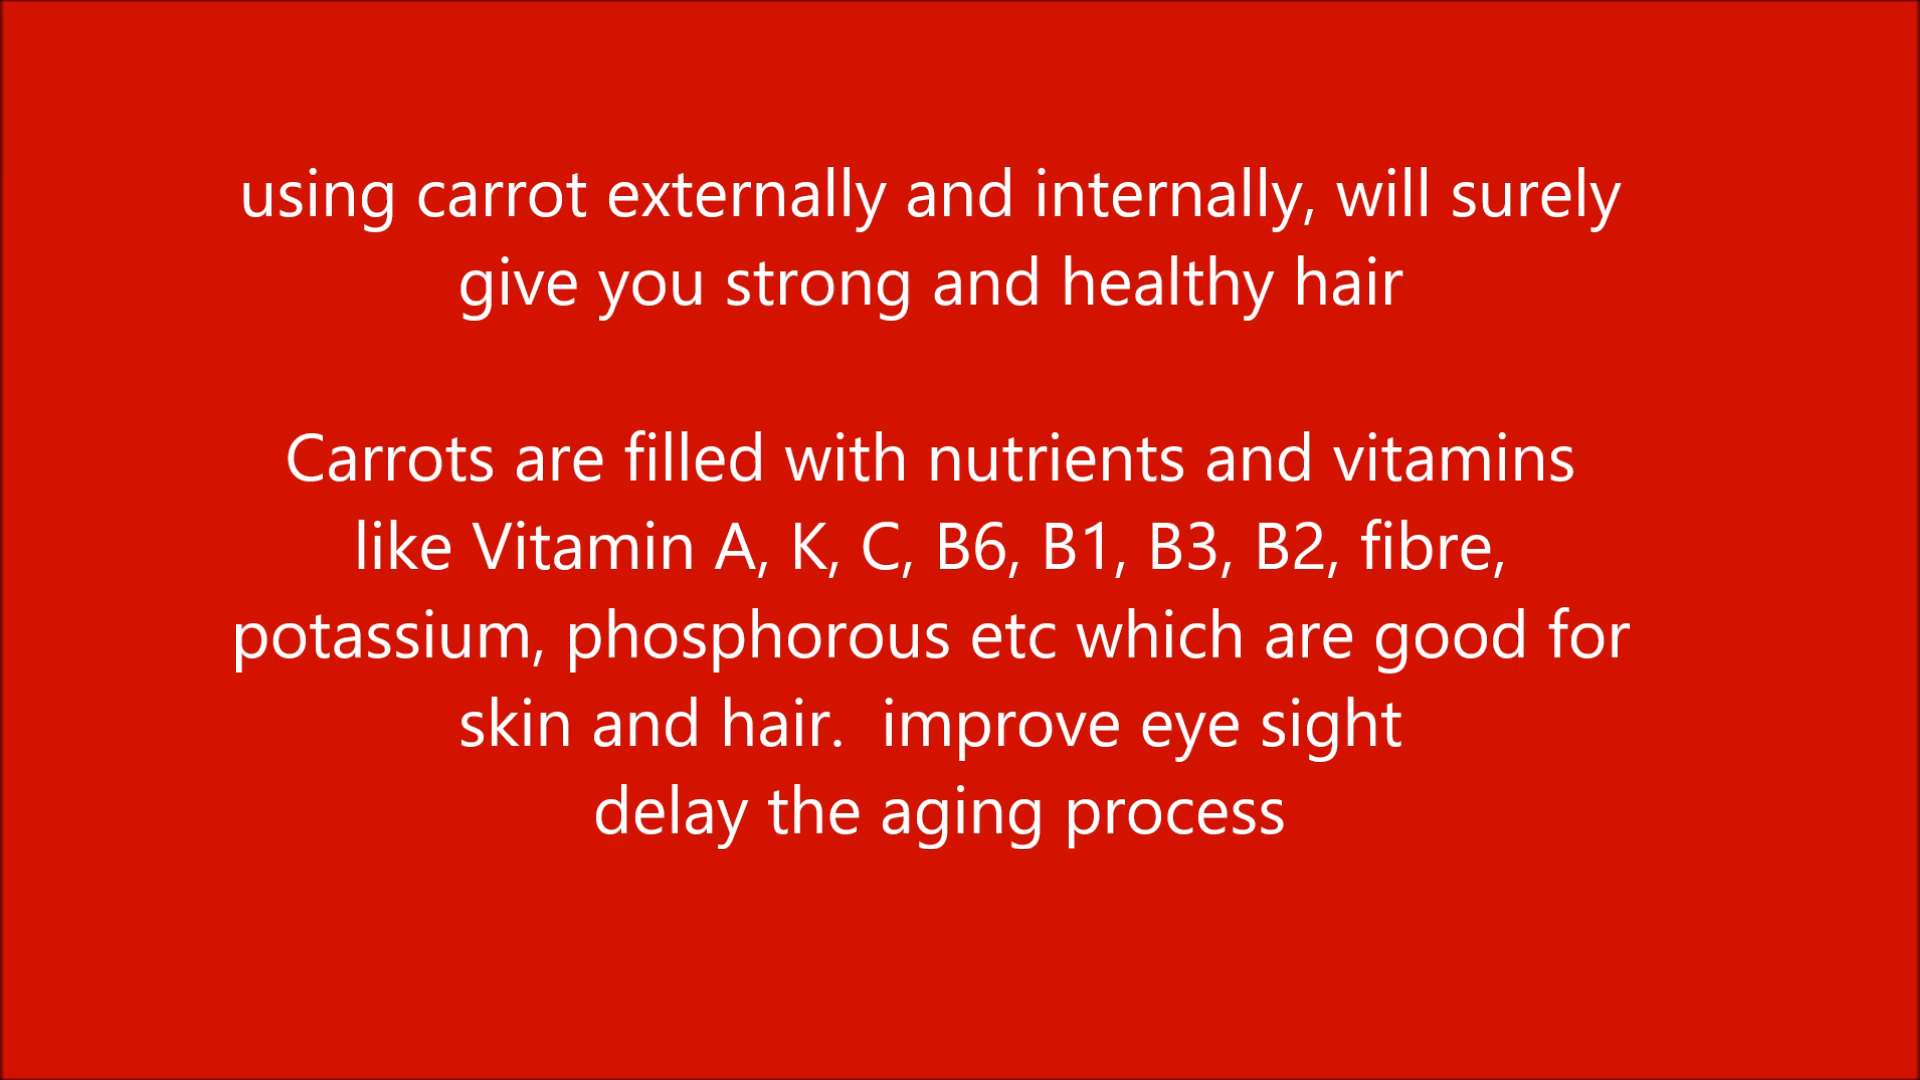 using carrot externally and internally, will surely
give you strong and healthy hair
Carrots are filled with nutrients and vitamins
like Vitamin A, K, C, B6, B1, B3, B2, fibre,
potassium, phosphorous etc which are good for
skin and hair.  improve eye sight
delay the aging process